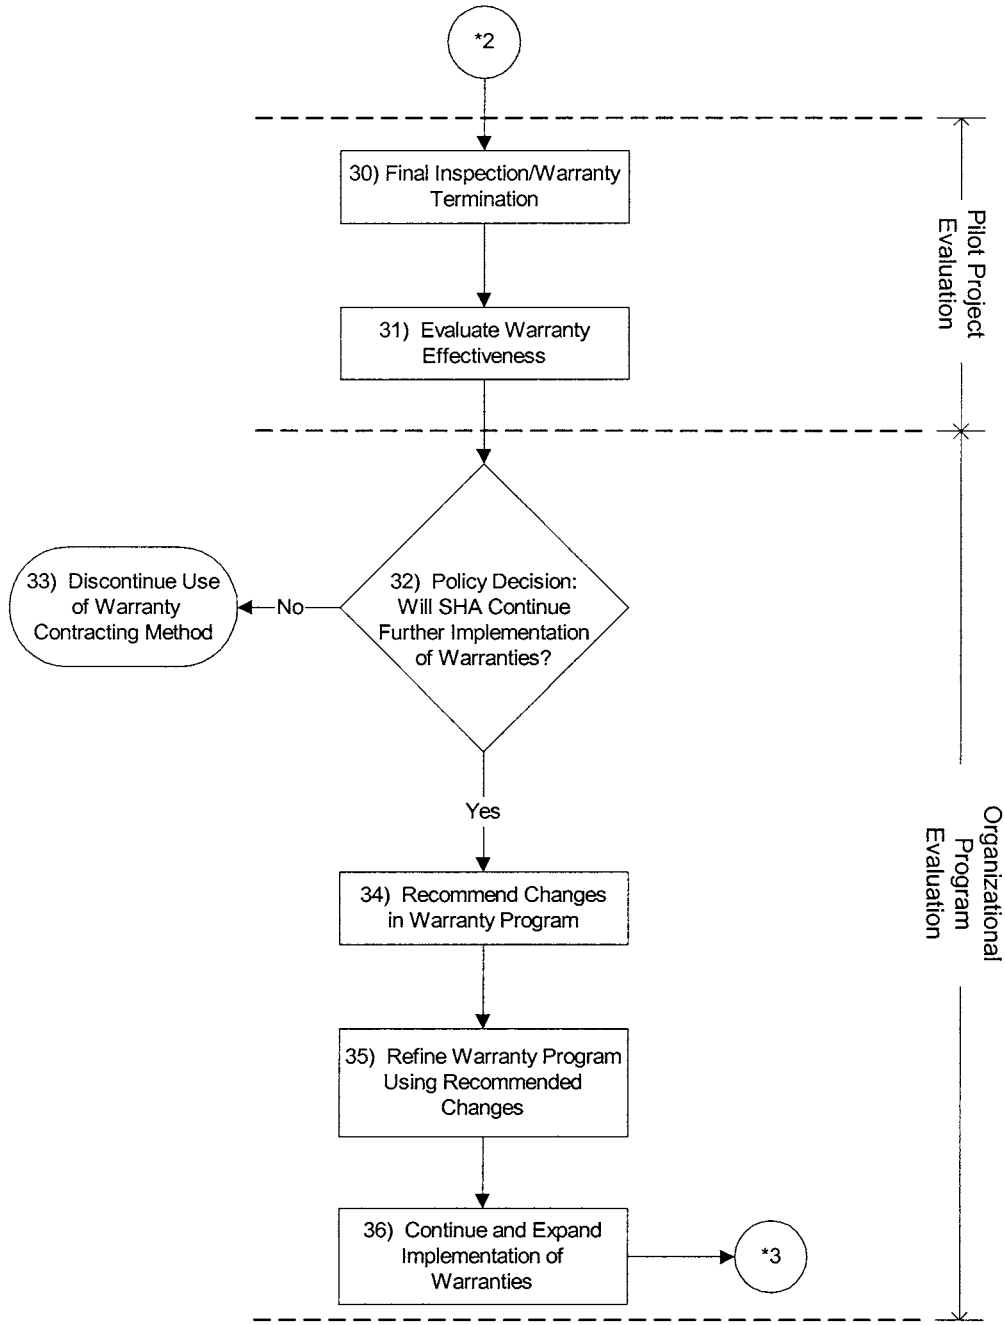 *2
30) Final Inspection/Warranty
Termination
Pilot Project
Evaluation
31) Evaluate Warranty
Effectiveness
32) Policy Decision:
Will SHA Continue
Further Implementation
of Warranties?
No
33) Discontinue Use
of Warranty
Contracting Method
Yes
Organizational
Program
Evaluation
34) Recommend Changes
in Warranty Program
35) Refine Warranty Program
Using Recommended
Changes
36) Continue and Expand
Implementation of
Warranties
*3